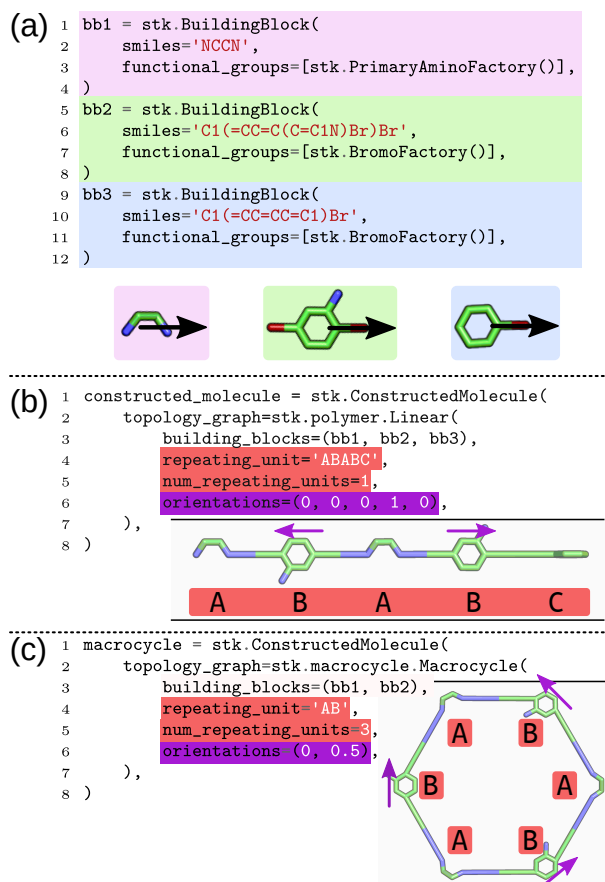 (a)
1 bb1 = stk.BuildingBlock(
2 smiles='NCCN',
3 functional_groups=[stk.PrimaryAminoFactory()],
4 )
5 bb2 = stk.BuildingBlock(
6 smiles='C1(=CC=C(C=C1N)Br)Br',
7 functional_groups=[stk.BromoFactory()],
8 )
9 bb3 = stk.BuildingBlock(
10 smiles='C1(=CC=CC=C1)Br',
11 functional_groups=[stk.BromoFactory()],
12 )
(b)
1 constructed_molecule = stk.ConstructedMolecule(
2 topology_graph=stk.polymer.Linear(
3 building_blocks=(bb1, bb2, bb3),
4 repeating_unit='ABABC',
5 num_repeating_units=1,
6 orientations=(0, 0, 0, 1, 0),
7 ),
8 )
A B A B C
(c)
1 macrocycle = stk.ConstructedMolecule(
2 topology_graph=stk.macrocycle.Macrocycle(
3 building_blocks=(bb1, bb2),
4 repeating_unit='AB',
5 num_repeating_units=3,
6 orientations=(0, 0.5),
7 ),
8 )
A B
B A
A B